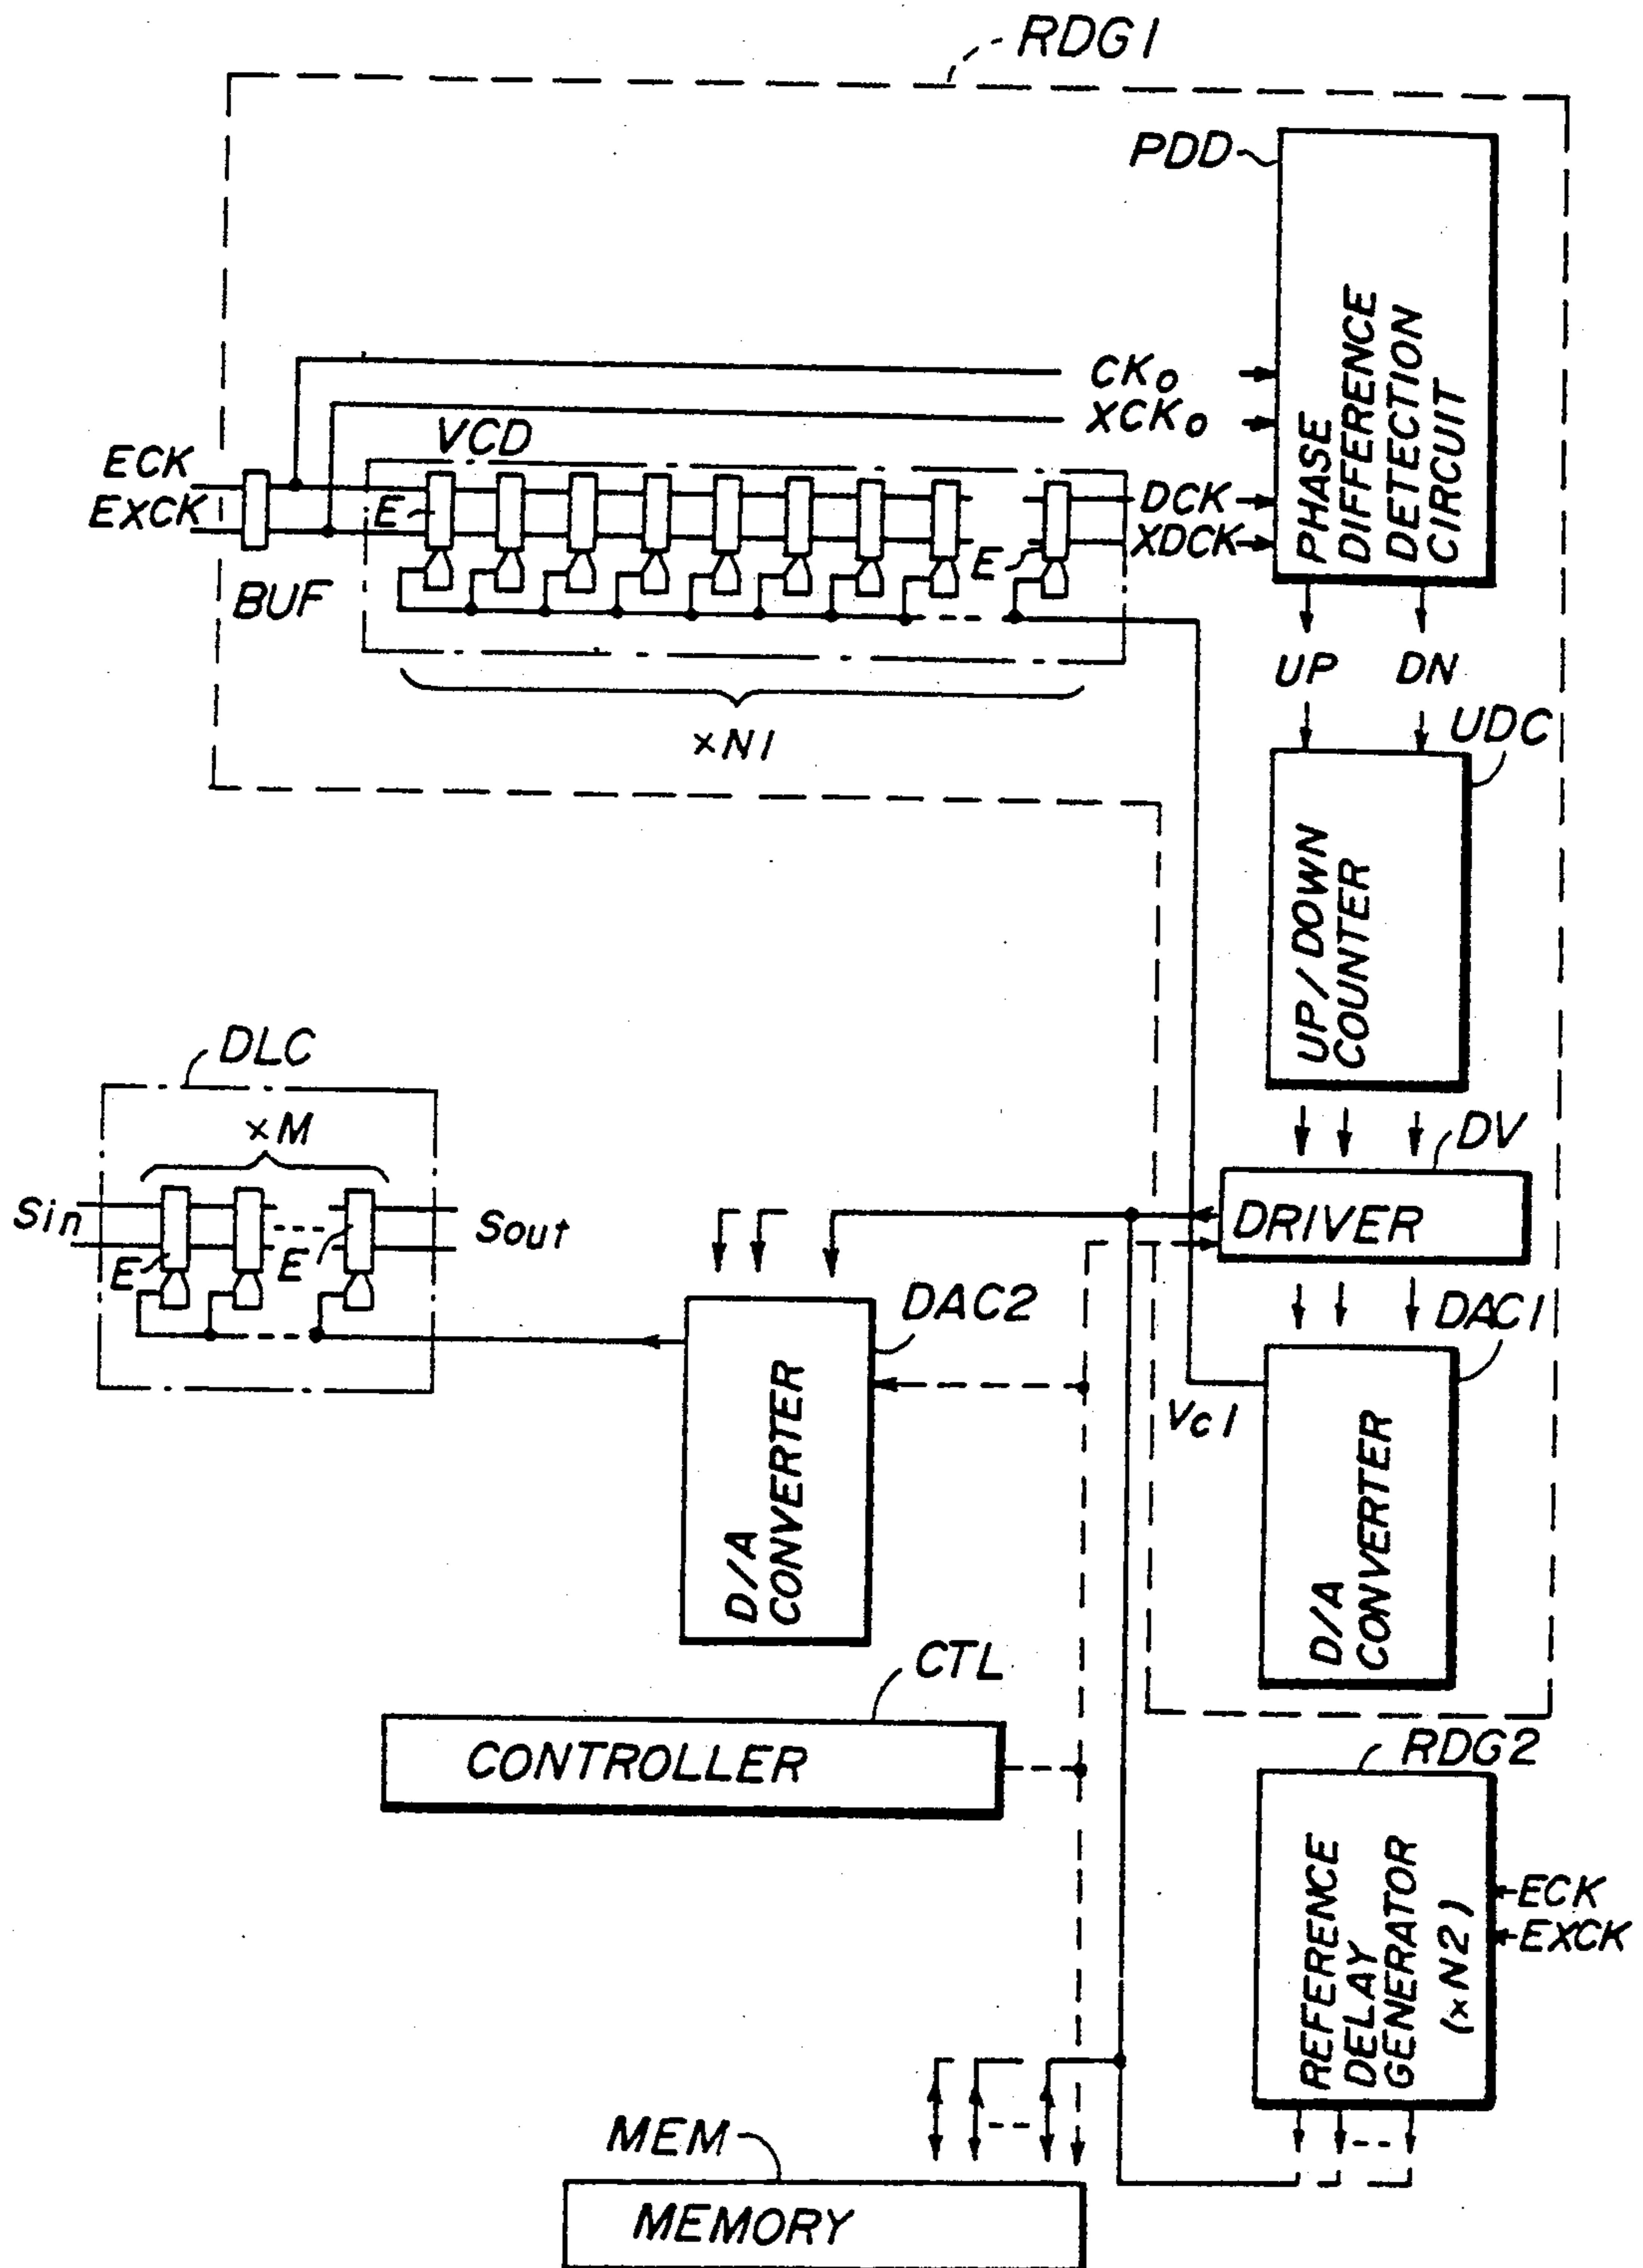 RDG1
PDD
PHASE
DIFFERENCE
DETECTION
CIRCUIT
CKo
XCKo
VCD
ECK
EXCK
E
DCK
XDCK
E
BUF
UP
DN
×N1
UDC
UP/DOWN
COUNTER
DLC
×M
DV
Sin
Sout
DRIVER
E
E
DAC2
DAC1
Vc1
D/A
CONVERTER
D/A
CONVERTER
CTL
CONTROLLER
RDG2
REFERENCE
DELAY
GENERATOR
(×N2)
ECK
EXCK
MEM
MEMORY